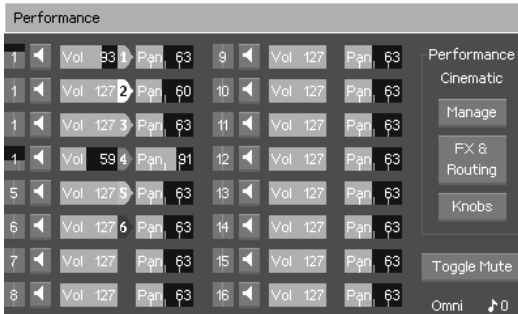 Performance
1 Vol 93 1 Pan 63 9 Vol 127 Pan 63
1 Vol 127 2 Pan 60 10 Vol 127 Pan 63
1 Vol 127 3 Pan 63 11 Vol 127 Pan 63
1 Vol 59 4 Pan 91 12 Vol 127 Pan 63
5 Vol 127 5 Pan 63 13 Vol 127 Pan 63
6 Vol 127 6 Pan 63 14 Vol 127 Pan 63
7 Vol 127 Pan 63 15 Vol 127 Pan 63
8 Vol 127 Pan 63 16 Vol 127 Pan 63
Performance
Cinematic
Manage
FX &
Routing
Knobs
Toggle Mute
Omni ♪0